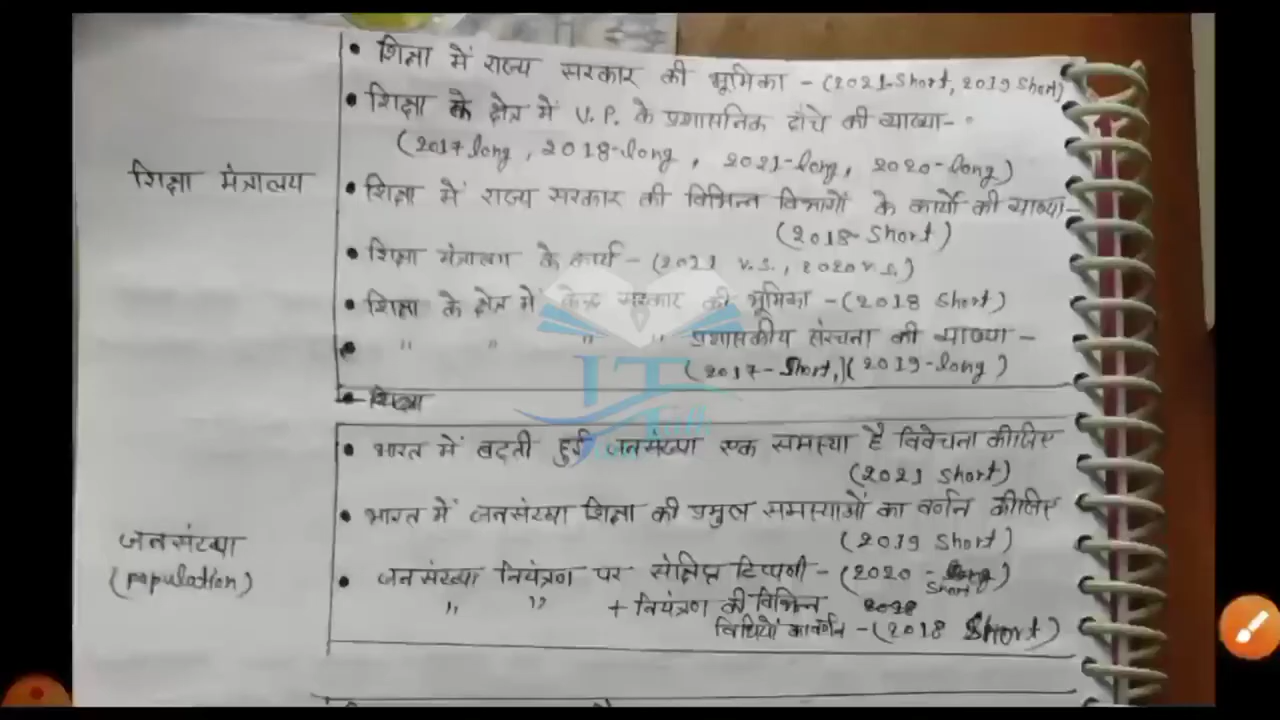 • शिक्षा में राज्य सरकार की भूमिका - (2021-Short, 2019 Short)
• शिक्षा के क्षेत्र में U.P. के प्रशासनिक ढाँचे की व्याख्या-
(2017 long, 2018-long, 2021-long, 2020-long)
शिक्षा मंत्रालय
• शिक्षा में राज्य सरकार की विभिन्न विभागों के कार्यों की व्याख्या-
(2018-Short)
• शिक्षा मंत्रालय के कार्य - (2021 V.S., 2020 V.S.)
• शिक्षा के क्षेत्र में केन्द्र सरकार की भूमिका - (2018 Short)
• " " " " प्रशासकीय संरचना की व्याख्या -
(2017- Short,)(2019-long)
• शिक्षा
• भारत में बढ़ती हुई जनसंख्या एक समस्या है विवेचना कीजिए
(2021 Short)
• भारत में जनसंख्या शिक्षा की प्रमुख समस्याओं का वर्णन कीजिए
(2019 Short)
जनसंख्या
(population)
• जनसंख्या नियंत्रण पर संक्षिप्त टिप्पणी - (2020 - Short)
" " + नियंत्रण की विभिन्न 2018
विधियों का वर्णन - (2018 Short)
IT